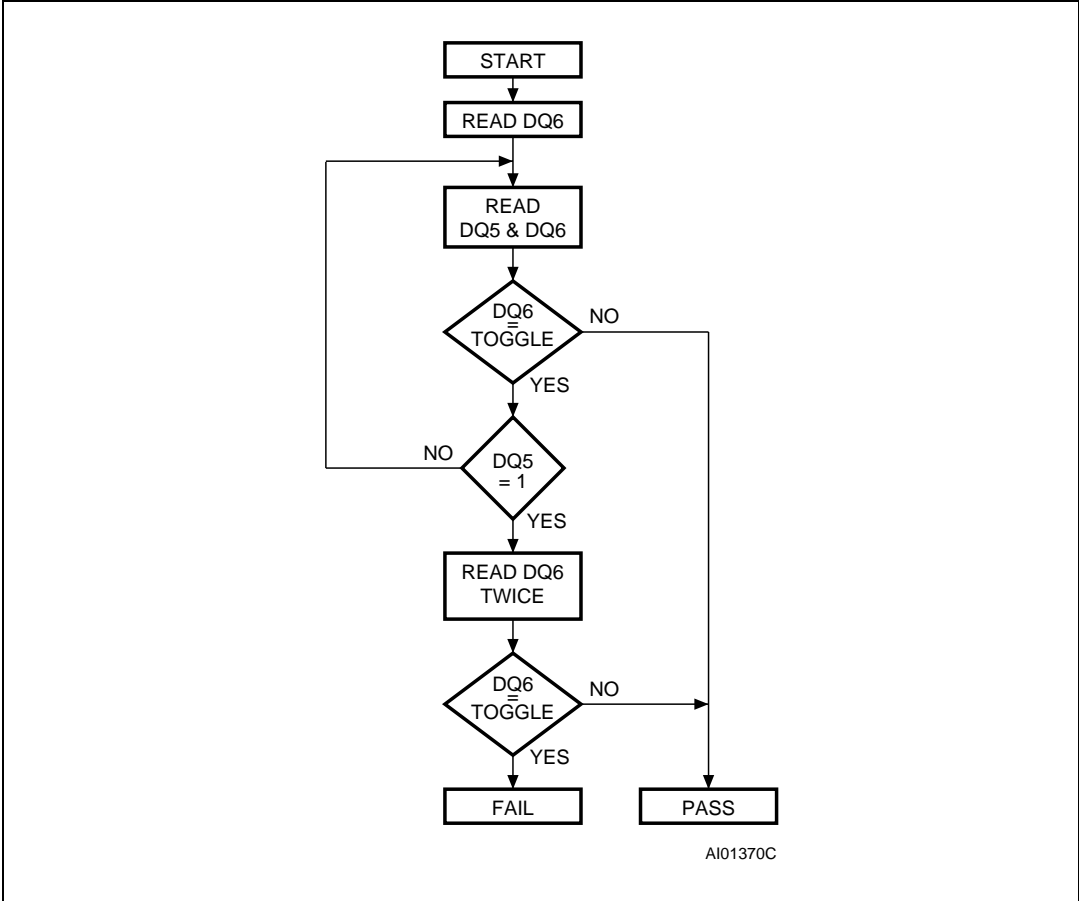 START
READ DQ6
READ
DQ5 & DQ6
DQ6
=
TOGGLE
NO
YES
NO
DQ5
= 1
YES
READ DQ6
TWICE
DQ6
=
TOGGLE
NO
YES
FAIL
PASS
AI01370C